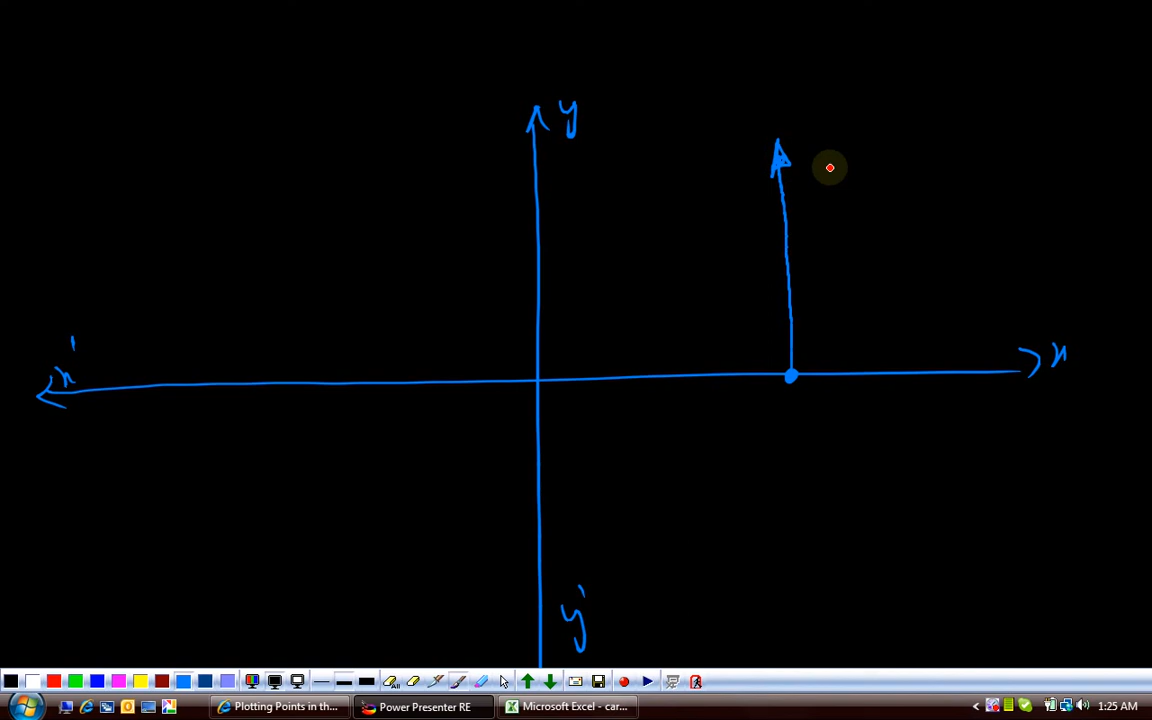 y
x'
x
y'
Plotting Points in th...
Power Presenter RE
Microsoft Excel - car...
1:25 AM